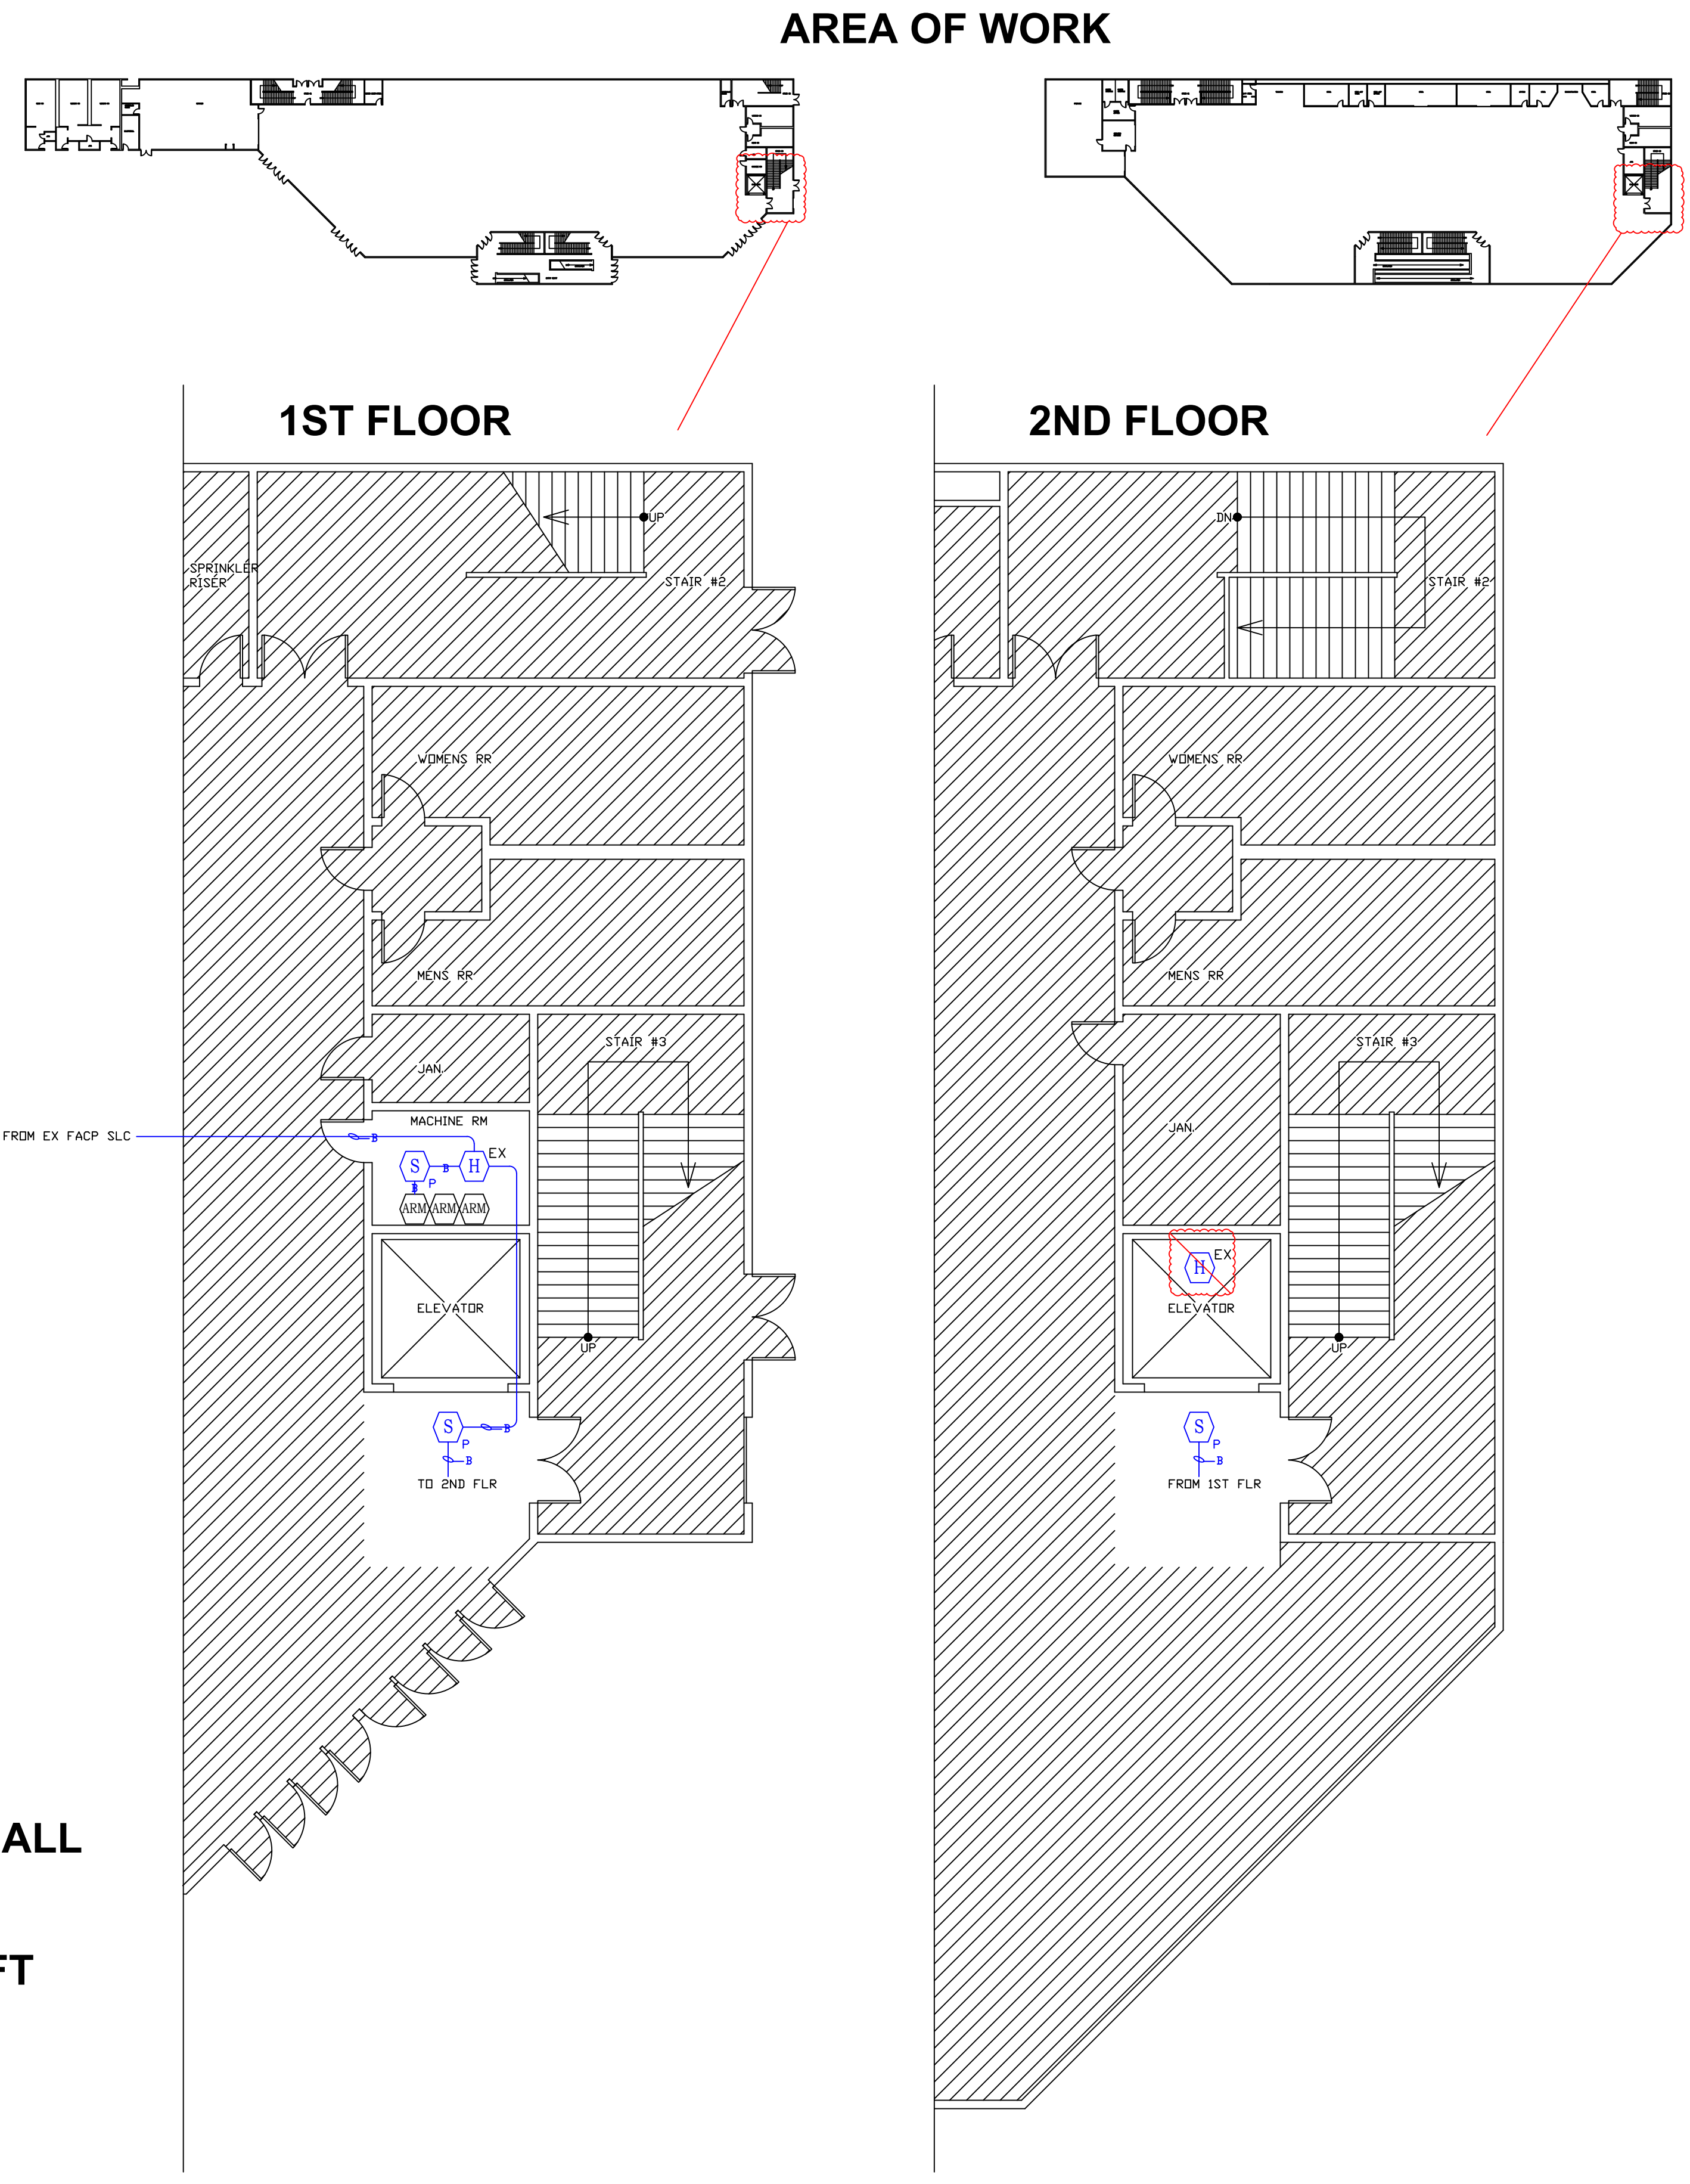 AREA OF WORK
1ST FLOOR
2ND FLOOR
UP
SPRINKLER
RISER
STAIR #2
WOMENS RR
MENS RR
STAIR #3
JAN.
MACHINE RM
FROM EX FACP SLC
B
EX
S
B
H
B
P
ARM
ARM
ARM
ELEVATOR
UP
S
B
P
B
TO 2ND FLR
DN
STAIR #2
WOMENS RR
MENS RR
STAIR #3
JAN.
H
EX
ELEVATOR
UP
S
P
B
FROM 1ST FLR
ALL
FT